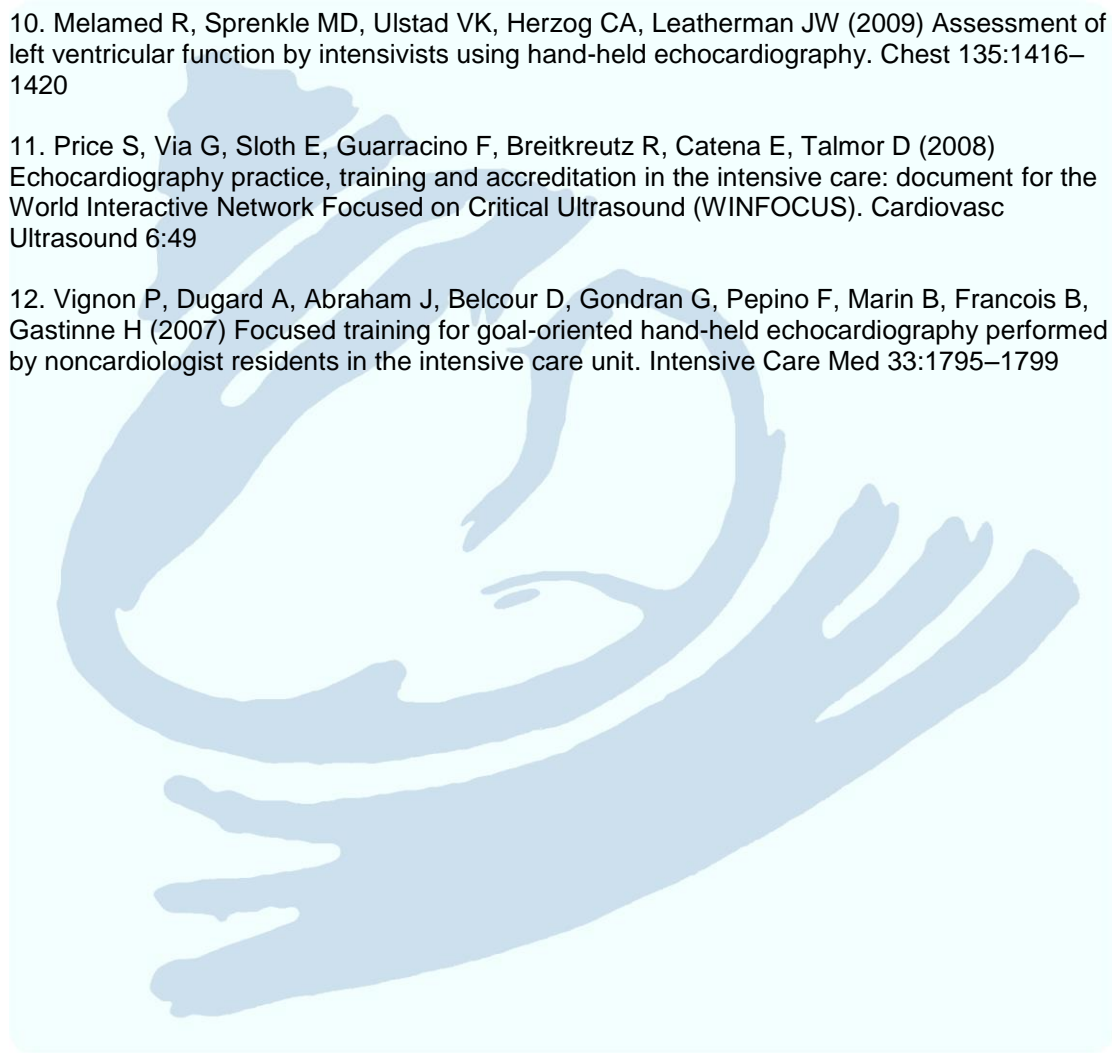 10. Melamed R, Sprenkle MD, Ulstad VK, Herzog CA, Leatherman JW (2009) Assessment of
left ventricular function by intensivists using hand-held echocardiography. Chest 135:1416–
1420
11. Price S, Via G, Sloth E, Guarracino F, Breitkreutz R, Catena E, Talmor D (2008)
Echocardiography practice, training and accreditation in the intensive care: document for the
World Interactive Network Focused on Critical Ultrasound (WINFOCUS). Cardiovasc
Ultrasound 6:49
12. Vignon P, Dugard A, Abraham J, Belcour D, Gondran G, Pepino F, Marin B, Francois B,
Gastinne H (2007) Focused training for goal-oriented hand-held echocardiography performed
by noncardiologist residents in the intensive care unit. Intensive Care Med 33:1795–1799